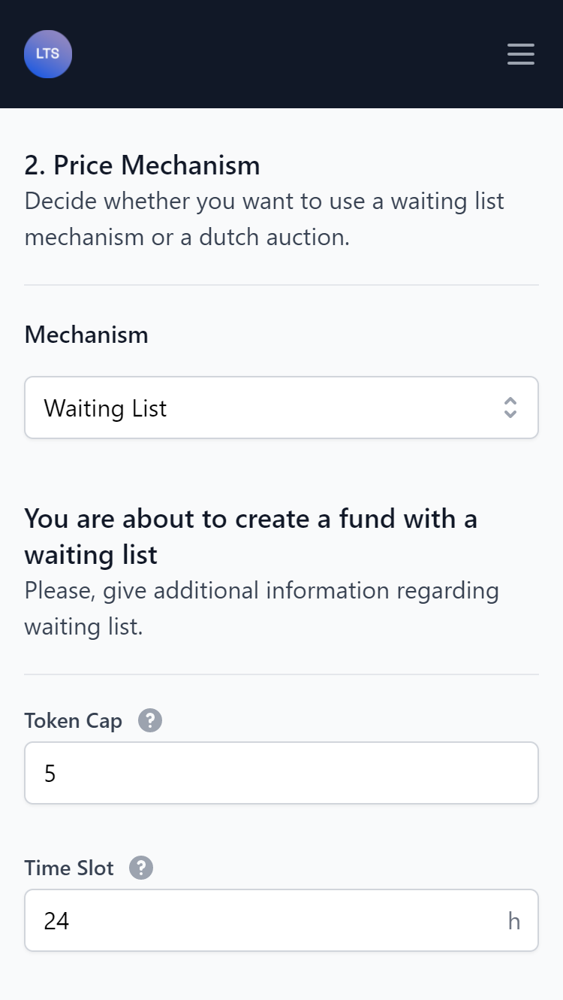 LTS
2. Price Mechanism
Decide whether you want to use a waiting list
mechanism or a dutch auction.
Mechanism
Waiting List
You are about to create a fund with a
waiting list
Please, give additional information regarding
waiting list.
Token Cap ?
5
Time Slot ?
24 h